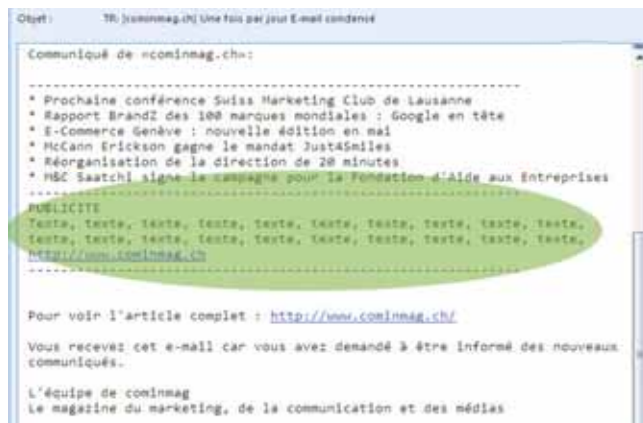 Objet : TR: [cominmag.ch] Une fois par jour E-mail condensé
Communiqué de «cominmag.ch»:
----------------------------------------------------------------
* Prochaine conférence Swiss Marketing Club de Lausanne
* Rapport BrandZ des 100 marques mondiales : Google en tête
* E-Commerce Genève : nouvelle édition en mai
* McCann Erickson gagne le mandat Just4Smiles
* Réorganisation de la direction de 20 minutes
* M&C Saatchi signe la campagne pour la Fondation d'Aide aux Entreprises
----------------------------------------------------------------
PUBLICITE
Texte, texte, texte, texte, texte, texte, texte, texte, texte, texte,
texte, texte, texte, texte, texte, texte, texte, texte, texte, texte,
http://www.cominmag.ch
----------------------------------------------------------------
Pour voir l'article complet : http://www.cominmag.ch/
Vous recevez cet e-mail car vous avez demandé à être informé des nouveaux
communiqués.
L'équipe de cominmag
Le magazine du marketing, de la communication et des médias